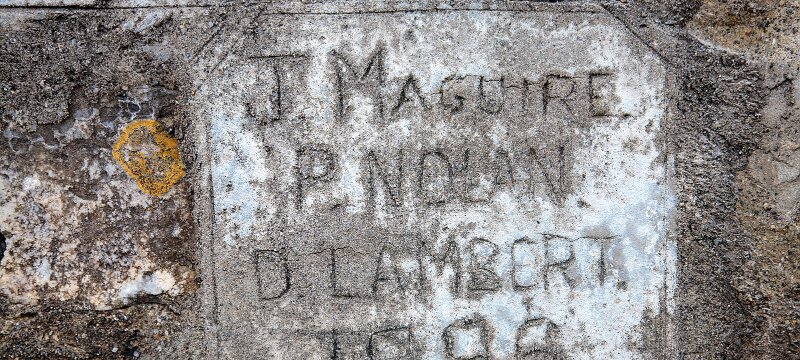 J. MAGUIRE.
P. NOLAN.
D. LAMBERT.